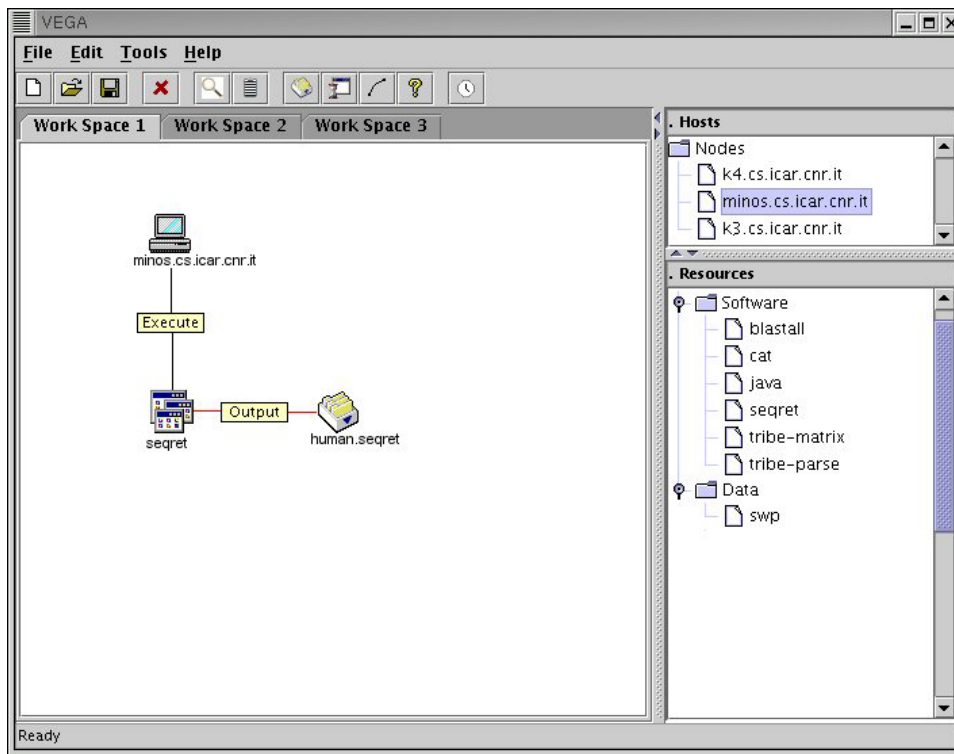 VEGA
File Edit Tools Help
Work Space 1 Work Space 2 Work Space 3
minos.cs.icar.cnr.it
Execute
seqret
Output
human.seqret
. Hosts
Nodes
k4.cs.icar.cnr.it
minos.cs.icar.cnr.it
k3.cs.icar.cnr.it
. Resources
Software
blastall
cat
java
seqret
tribe-matrix
tribe-parse
Data
swp
Ready